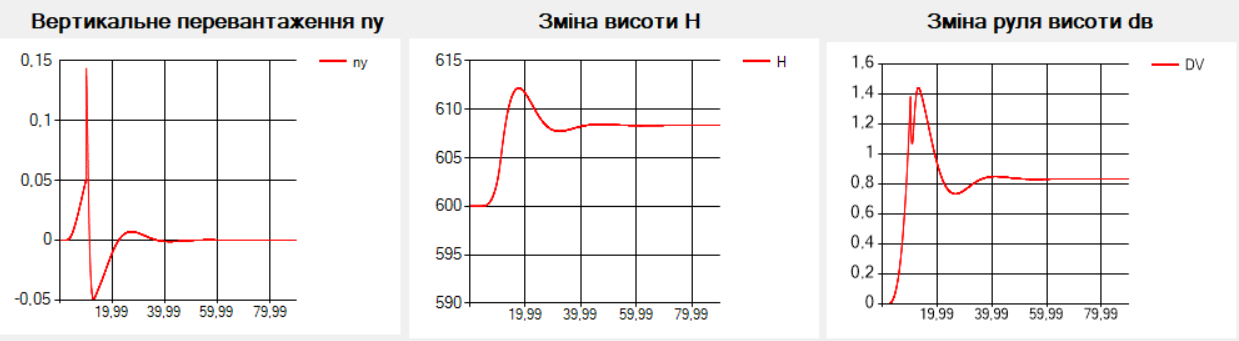 Вертикальне перевантаження ny
0,15
0,1
0,05
0
-0,05
19,99 39,99 59,99 79,99
ny
Зміна висоти H
615
610
605
600
595
590
19,99 39,99 59,99 79,99
H
Зміна руля висоти dв
1.6
1.4
1.2
1
0.8
0.6
0.4
0.2
0
19,99 39,99 59,99 79,99
DV